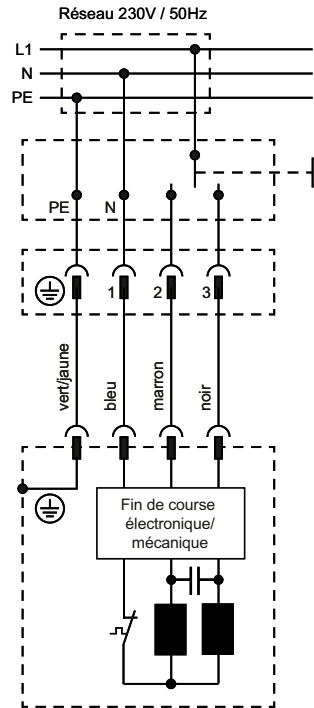 Réseau 230V / 50Hz
L1
N
PE
PE N
1 2 3
vert/jaune
bleu
marron
noir
Fin de course
électronique/
mécanique